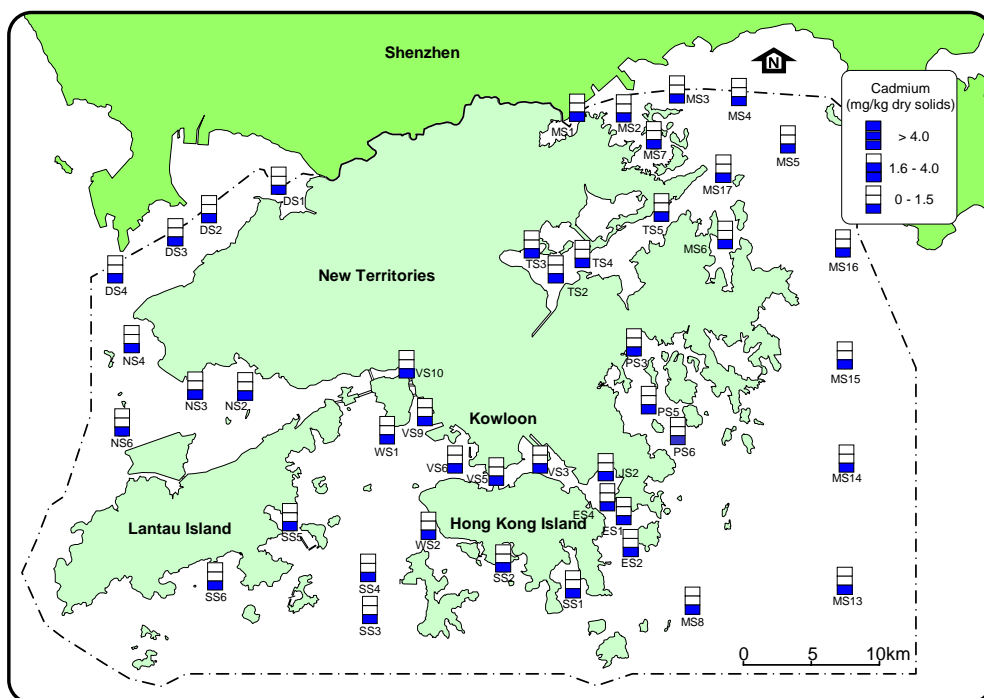 Shenzhen
N
Cadmium
(mg/kg dry solids)
> 4.0
1.6 - 4.0
0 - 1.5
MS1
MS2
MS3
MS4
MS5
MS7
MS17
DS1
DS2
DS3
DS4
TS5
TS3
TS4
TS2
MS6
MS16
New Territories
NS4
NS3
NS2
NS6
VS10
PS3
MS15
VS9
Kowloon
PS5
PS6
WS1
VS6
VS5
VS3
JS2
MS14
ES4
ES1
ES2
Lantau Island
SS5
WS2
Hong Kong Island
SS2
SS6
SS4
SS3
SS1
MS8
MS13
0
5
10km